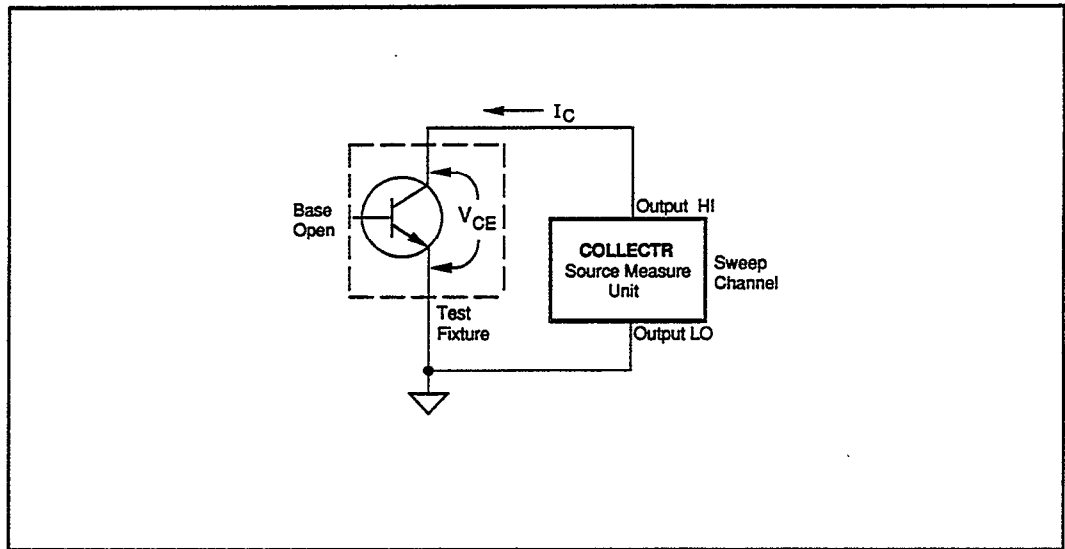 I_C
Base
Open
V_CE
Test
Fixture
Output HI
COLLECTR
Source Measure
Unit
Sweep
Channel
Output LO